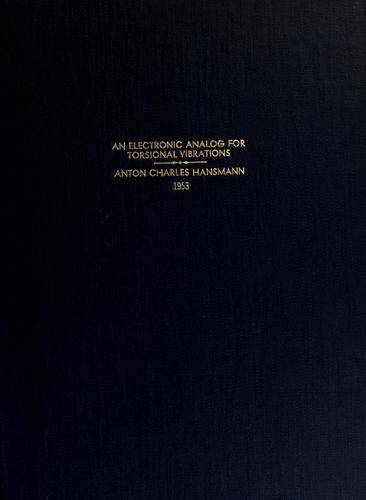 AN ELECTRONIC ANALOG FOR
TORSIONAL VIBRATIONS
ANTON CHARLES HANSMANN
1953